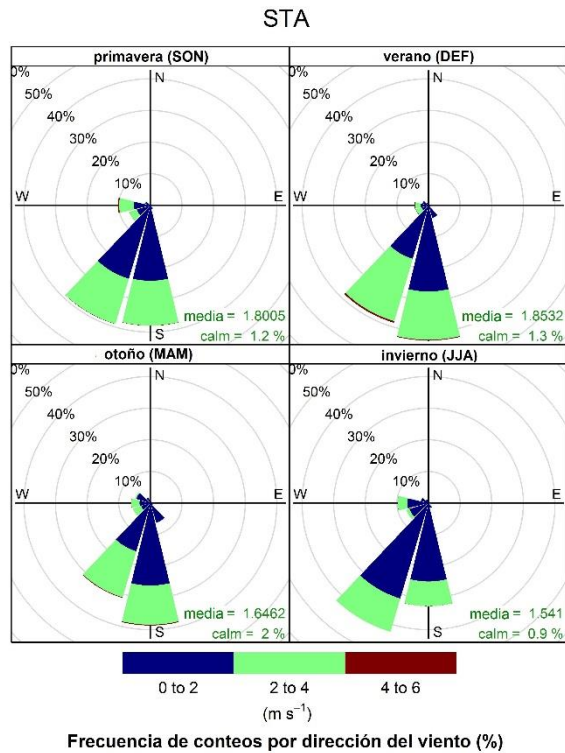 STA
primavera (SON)
verano (DEF)
0%
50%
40%
30%
20%
10%
N
W
E
S
media = 1.8005
calm = 1.2 %
0%
50%
40%
30%
20%
10%
N
W
E
media = 1.8532
calm = 1.3 %
otoño (MAM)
invierno (JJA)
0%
50%
40%
30%
20%
10%
N
W
E
S
media = 1.6462
calm = 2 %
0%
50%
40%
30%
20%
10%
N
W
E
S
media = 1.541
calm = 0.9 %
0 to 2
2 to 4
4 to 6
(m s⁻¹)
Frecuencia de conteos por dirección del viento (%)